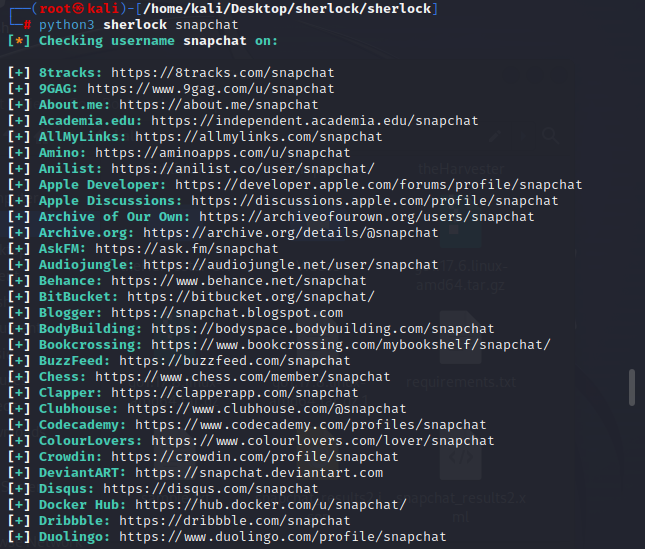 ┌──(root㉿kali)-[/home/kali/Desktop/sherlock/sherlock]
└─# python3 sherlock snapchat
[*] Checking username snapchat on:
[+] 8tracks: https://8tracks.com/snapchat
[+] 9GAG: https://www.9gag.com/u/snapchat
[+] About.me: https://about.me/snapchat
[+] Academia.edu: https://independent.academia.edu/snapchat
[+] AllMyLinks: https://allmylinks.com/snapchat
[+] Amino: https://aminoapps.com/u/snapchat
[+] Anilist: https://anilist.co/user/snapchat/
[+] Apple Developer: https://developer.apple.com/forums/profile/snapchat
[+] Apple Discussions: https://discussions.apple.com/profile/snapchat
[+] Archive of Our Own: https://archiveofourown.org/users/snapchat
[+] Archive.org: https://archive.org/details/@snapchat
[+] AskFM: https://ask.fm/snapchat
[+] Audiojungle: https://audiojungle.net/user/snapchat
[+] Behance: https://www.behance.net/snapchat
[+] BitBucket: https://bitbucket.org/snapchat/
[+] Blogger: https://snapchat.blogspot.com
[+] BodyBuilding: https://bodyspace.bodybuilding.com/snapchat
[+] Bookcrossing: https://www.bookcrossing.com/mybookshelf/snapchat/
[+] BuzzFeed: https://buzzfeed.com/snapchat
[+] Chess: https://www.chess.com/member/snapchat
[+] Clapper: https://clapperapp.com/snapchat
[+] Clubhouse: https://www.clubhouse.com/@snapchat
[+] Codecademy: https://www.codecademy.com/profiles/snapchat
[+] ColourLovers: https://www.colourlovers.com/lover/snapchat
[+] Crowdin: https://crowdin.com/profile/snapchat
[+] DeviantART: https://snapchat.deviantart.com
[+] Disqus: https://disqus.com/snapchat
[+] Docker Hub: https://hub.docker.com/u/snapchat/
[+] Dribbble: https://dribbble.com/snapchat
[+] Duolingo: https://www.duolingo.com/profile/snapchat
theHarvester
requirements.txt